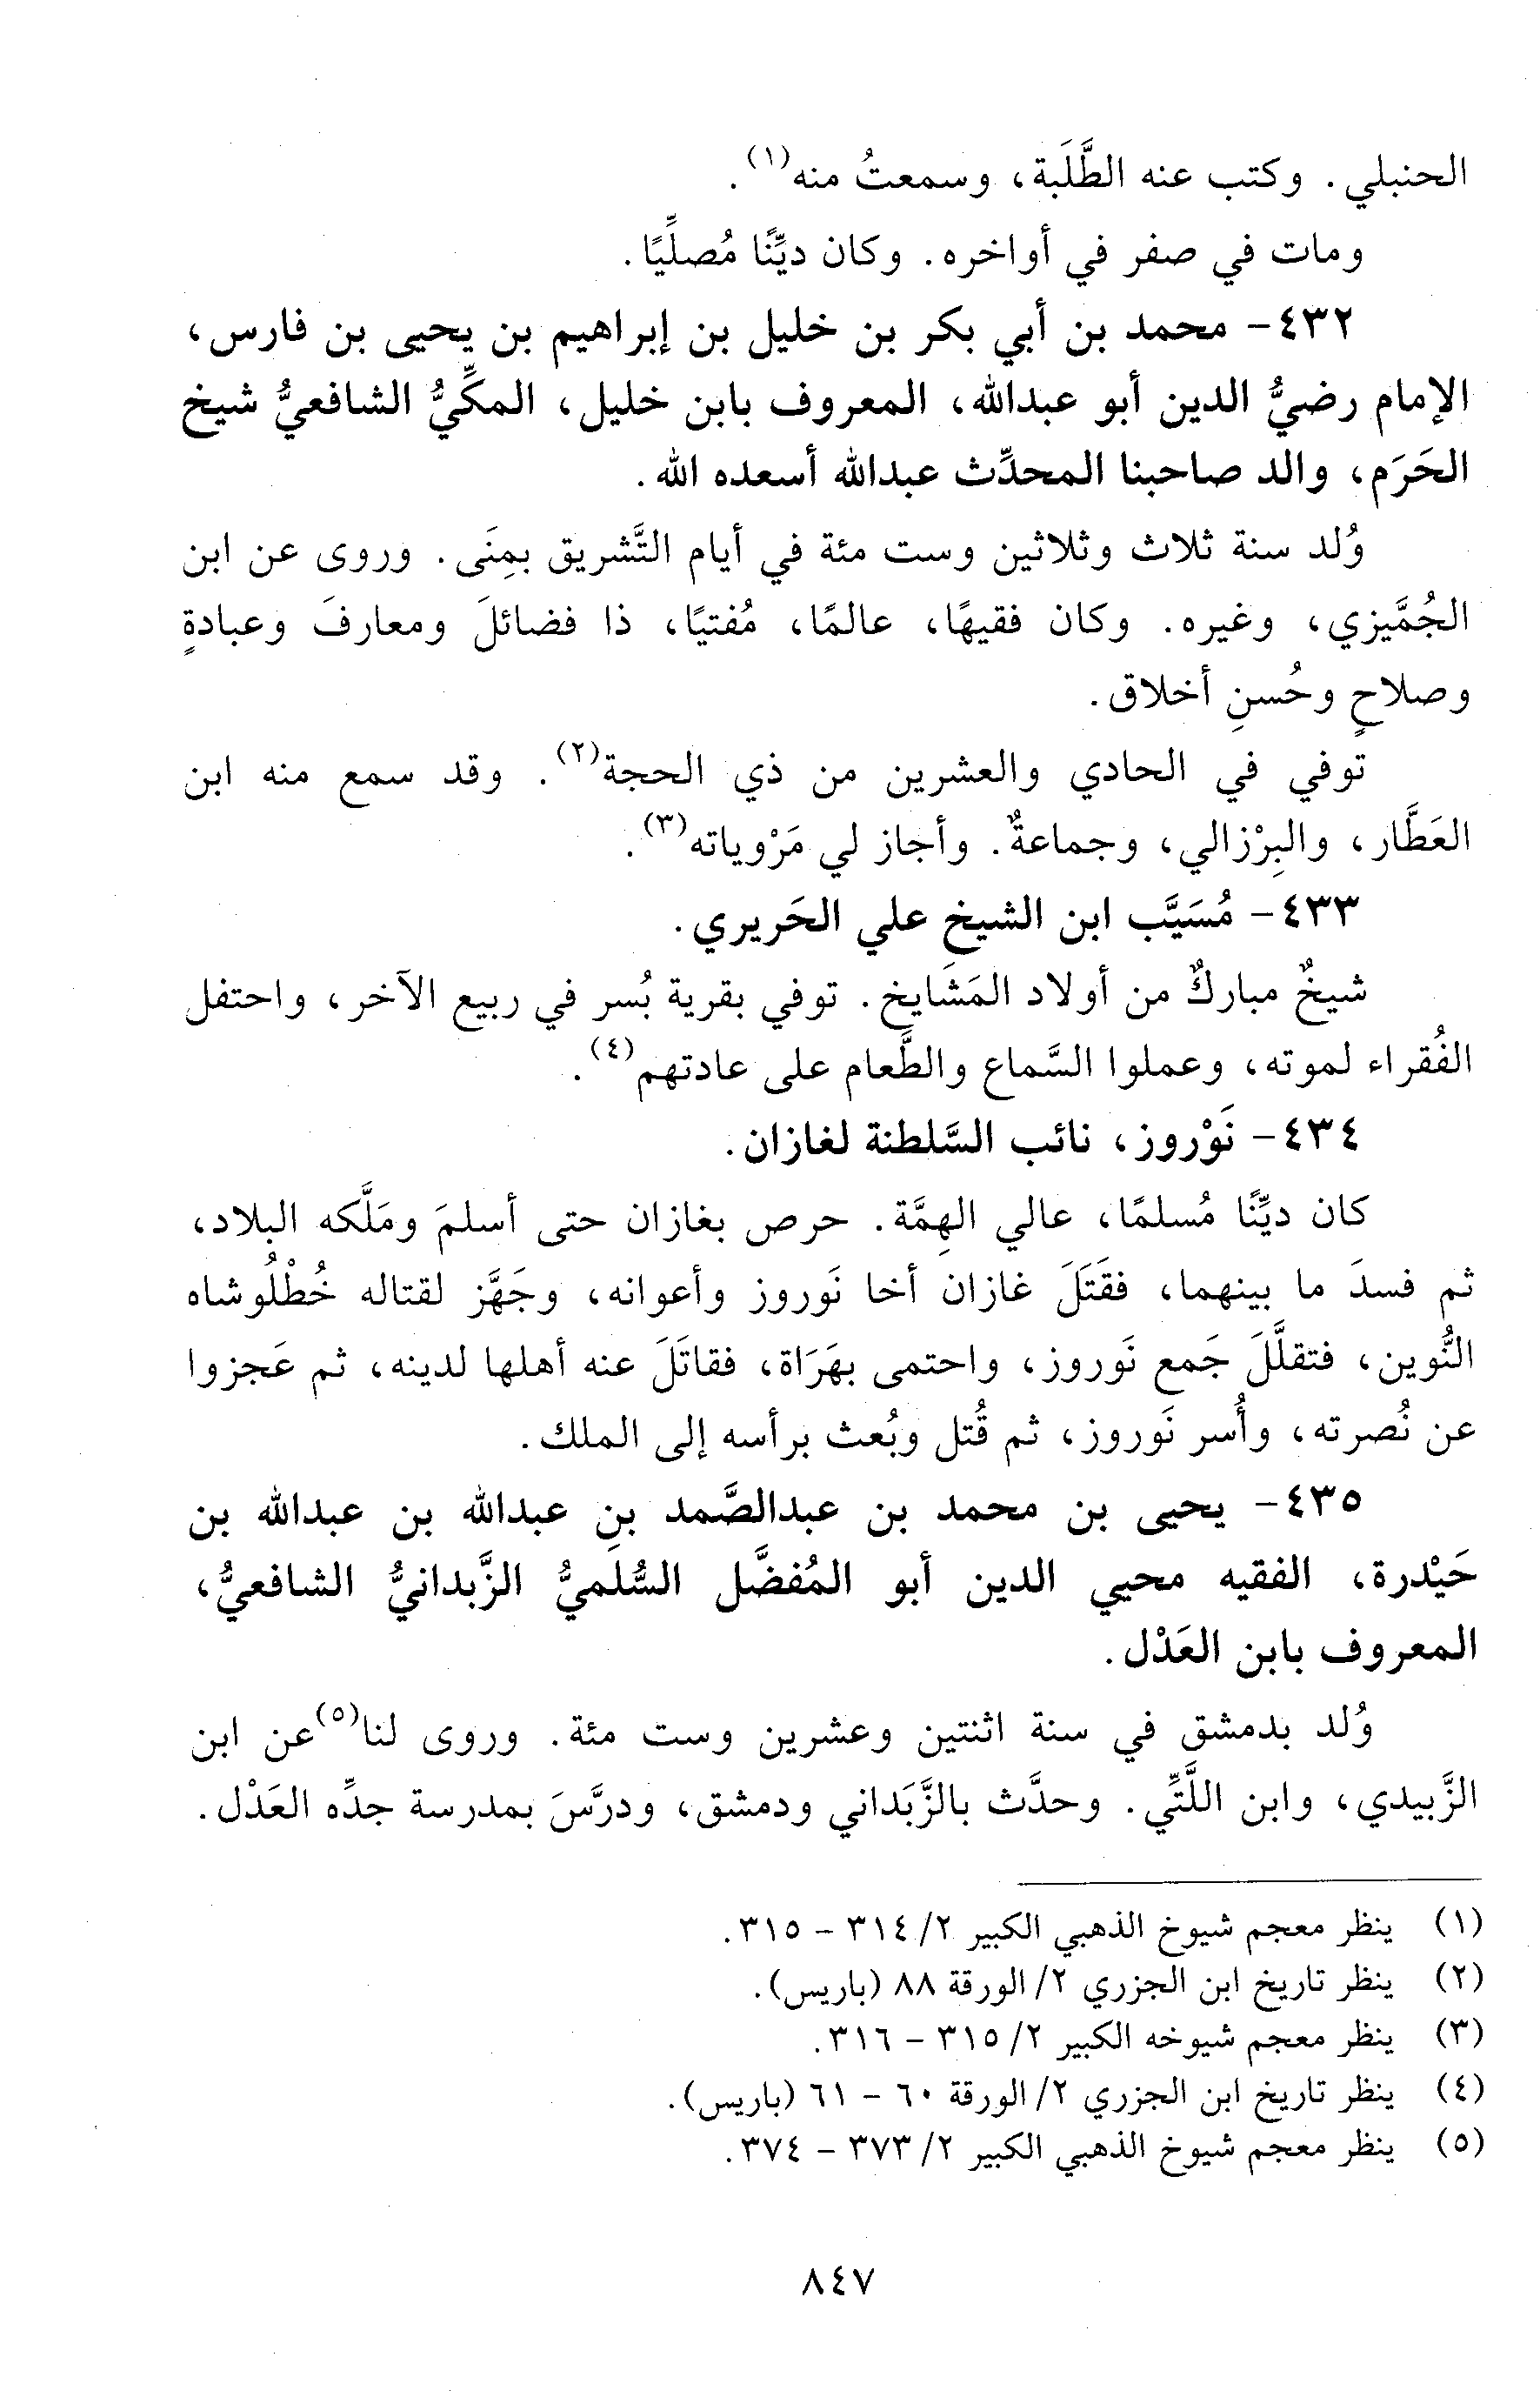 الحنبلي. وكتب عنه الطَّلَبة، وسمعتُ منه(١).
ومات في صفر في أواخره. وكان ديِّنًا مُصلِّيًا.
٤٣٢- محمد بن أبي بكر بن خليل بن إبراهيم بن يحيى بن فارس،
الإمام رضيُّ الدين أبو عبدالله، المعروف بابن خليل، المكِّيُّ الشافعيُّ شيخ
الحَرَم، والد صاحبنا المحدِّث عبدالله أسعده الله.
وُلد سنة ثلاث وثلاثين وست مئة في أيام التَّشريق بمِنَى. وروى عن ابن
الجُمَّيزي، وغيره. وكان فقيهًا، عالمًا، مُفتيًا، ذا فضائلَ ومعارفَ وعبادةٍ
وصلاحٍ وحُسنِ أخلاق.
توفي في الحادي والعشرين من ذي الحجة(٢). وقد سمع منه ابن
العَطَّار، والبِرْزالي، وجماعةٌ. وأجاز لي مَرْوياته(٣).
٤٣٣- مُسَيَّب ابن الشيخ علي الحَريري.
شيخٌ مباركٌ من أولاد المَشَايخ. توفي بقرية بُسر في ربيع الآخر، واحتفل
الفُقراء لموته، وعملوا السَّماع والطَّعام على عادتهم(٤).
٤٣٤- نَوْروز، نائب السَّلطنة لغازان.
كان ديِّنًا مُسلمًا، عالي الهِمَّة. حرص بغازان حتى أسلمَ ومَلَّكه البلاد،
ثم فسدَ ما بينهما، فقَتَلَ غازان أخا نَوروز وأعوانه، وجَهَّز لقتاله خُطْلُوشاه
النُّوين، فتقلَّلَ جَمع نَوروز، واحتمى بهَرَاة، فقاتَلَ عنه أهلها لدينه، ثم عَجزوا
عن نُصرته، وأُسر نَوروز، ثم قُتل وبُعث برأسه إلى الملك.
٤٣٥- يحيى بن محمد بن عبدالصَّمد بنِ عبدالله بن عبدالله بن
حَيْدرة، الفقيه محيي الدين أبو المُفضَّل السُّلَميُّ الزَّبدانيُّ الشافعيُّ،
المعروف بابن العَدْل.
وُلد بدمشق في سنة اثنتين وعشرين وست مئة. وروى لنا(٥) عن ابن
الزَّبيدي، وابن اللَّتِّي. وحدَّث بالزَّبَداني ودمشق، ودرَّسَ بمدرسة جدِّه العَدْل.
(١) ينظر معجم شيوخ الذهبي الكبير ٢/ ٣١٤ - ٣١٥.
(٢) ينظر تاريخ ابن الجزري ٢/ الورقة ٨٨ (باريس).
(٣) ينظر معجم شيوخه الكبير ٢/ ٣١٥ - ٣١٦.
(٤) ينظر تاريخ ابن الجزري ٢/ الورقة ٦٠ - ٦١ (باريس).
(٥) ينظر معجم شيوخ الذهبي الكبير ٢/ ٣٧٣ - ٣٧٤.
٨٤٧